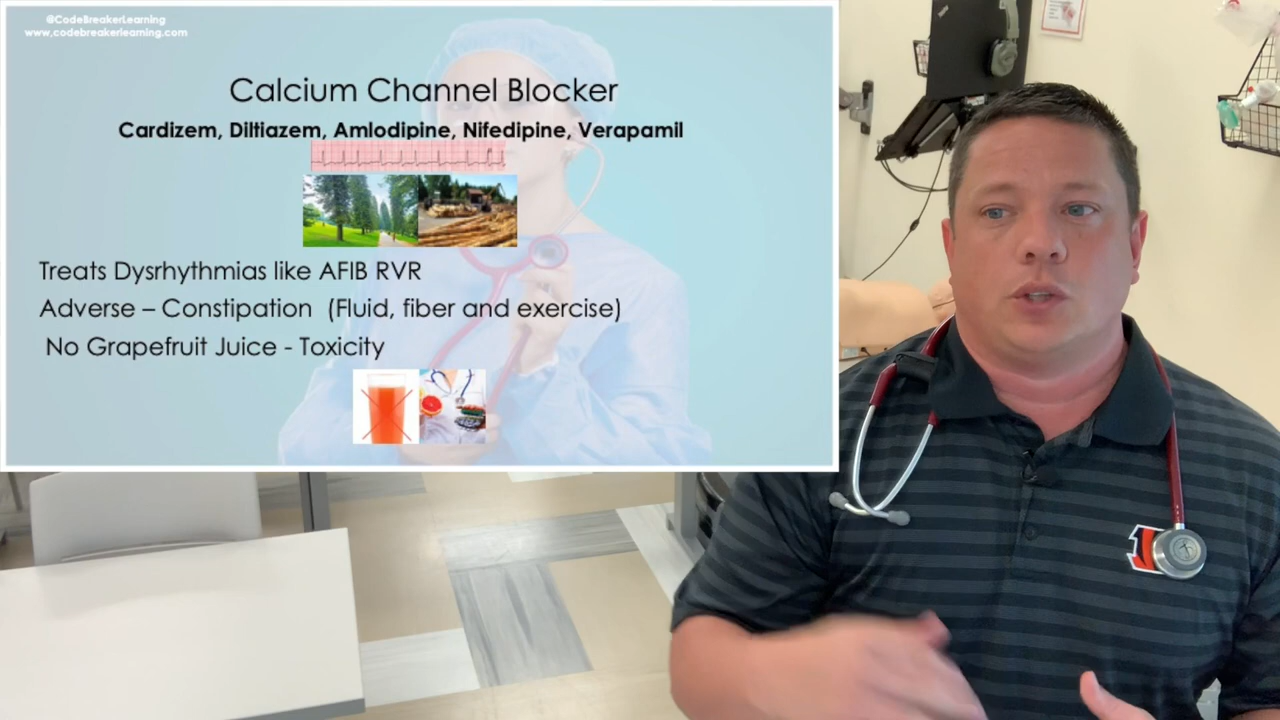 @CodeBreakerLearning
www.codebreakerlearning.com
Calcium Channel Blocker
Cardizem, Diltiazem, Amlodipine, Nifedipine, Verapamil
Treats Dysrhythmias like AFIB RVR
Adverse – Constipation (Fluid, fiber and exercise)
No Grapefruit Juice - Toxicity